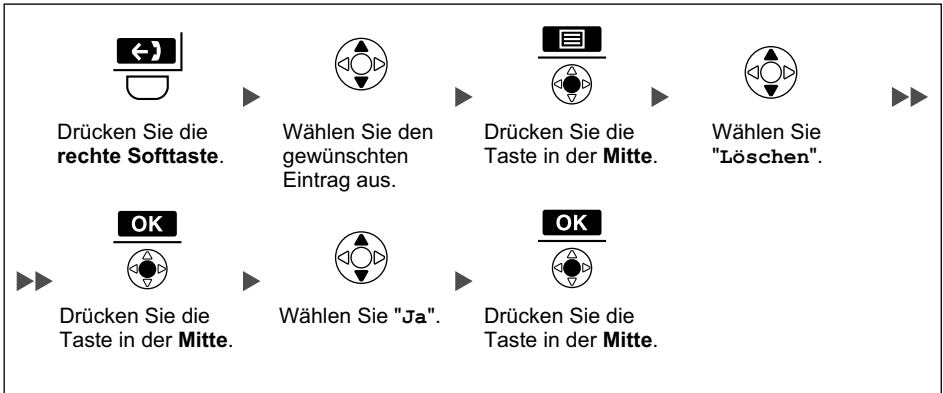 Drücken Sie die
rechte Softtaste.
Wählen Sie den
gewünschten
Eintrag aus.
Drücken Sie die
Taste in der Mitte.
Wählen Sie
"Löschen".
OK
Drücken Sie die
Taste in der Mitte.
Wählen Sie "Ja".
OK
Drücken Sie die
Taste in der Mitte.